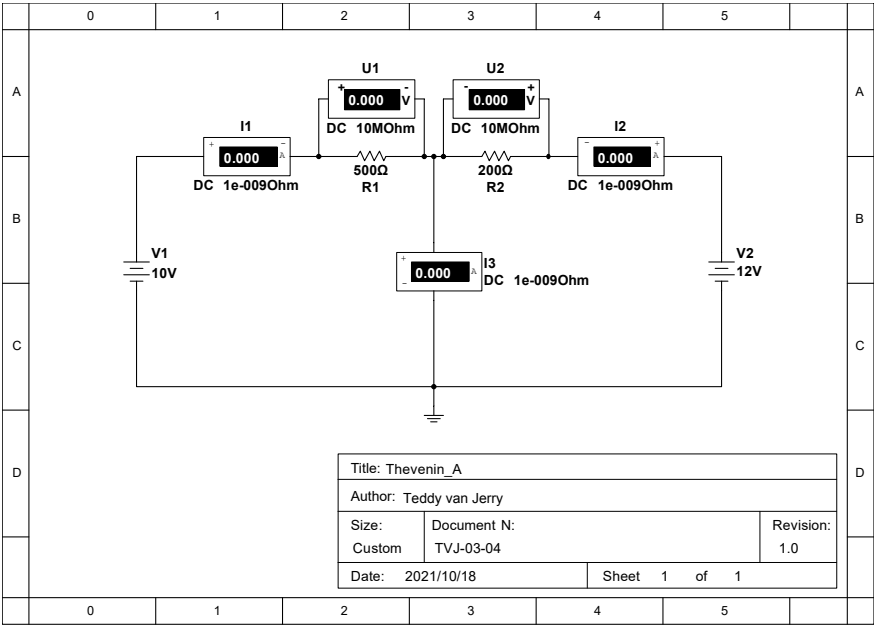 0 1 2 3 4 5
A A
U1 U2
+ - - +
0.000 V 0.000 V
DC 10MOhm DC 10MOhm
I1 I2
+ - - +
0.000 A 0.000 A
DC 1e-009Ohm DC 1e-009Ohm
500Ω 200Ω
R1 R2
B B
V1 V2
10V 12V
+
I3
0.000 A
-
DC 1e-009Ohm
C C
D D
Title: Thevenin_A
Author: Teddy van Jerry
Size: Document N: Revision:
Custom TVJ-03-04 1.0
Date: 2021/10/18 Sheet 1 of 1
0 1 2 3 4 5